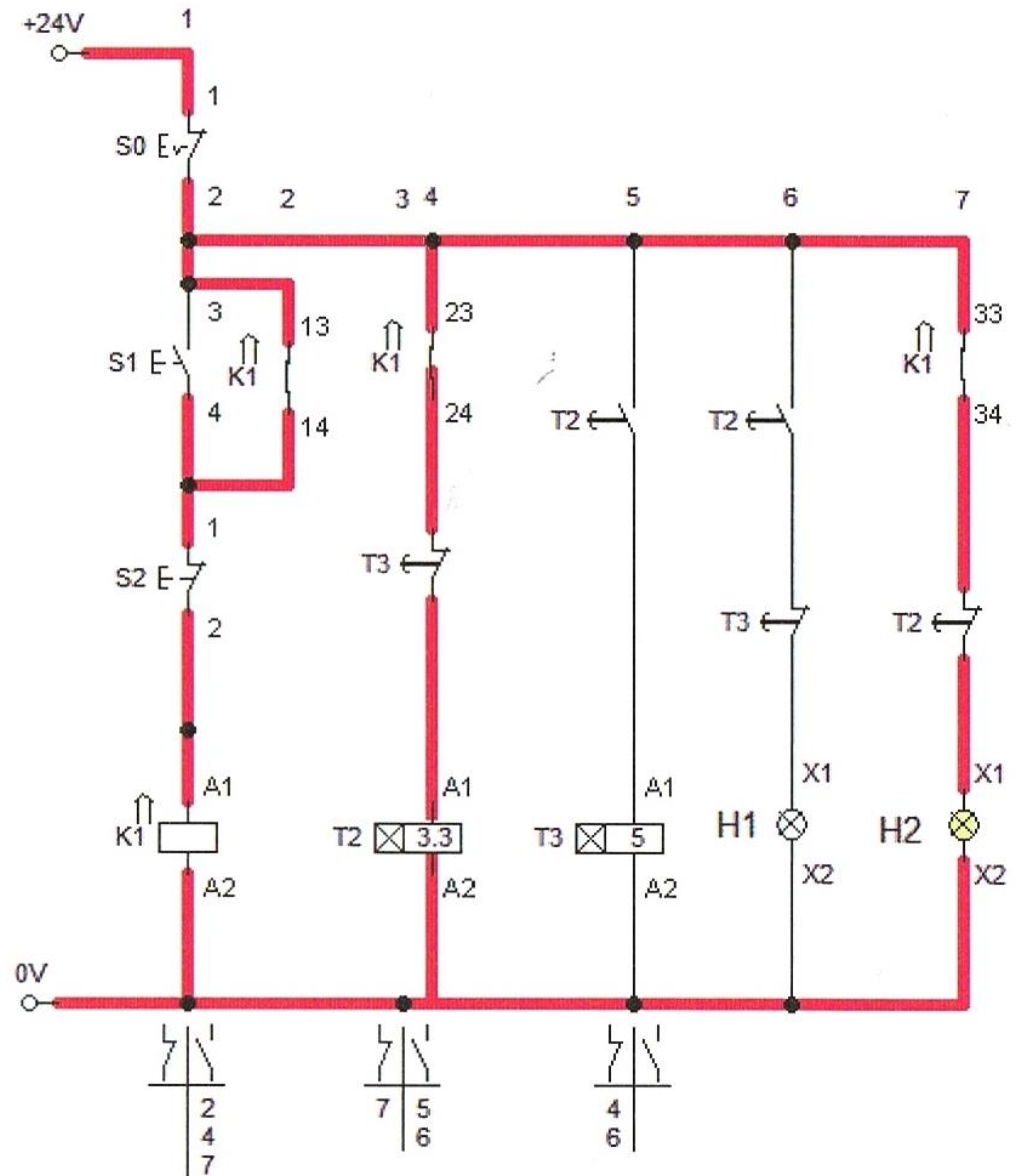 1
+24V
1
S0
2 2 3 4 5 6 7
3 13 23 33
S1 K1 K1 K1
T2 T2
4 14 24 34
1
S2 T3
2 T3 T2
A1 A1 A1 X1 X1
K1 T2 3.3 T3 5 H1 H2
A2 A2 A2 X2 X2
0V
2 7 5 4
4 6 6
7